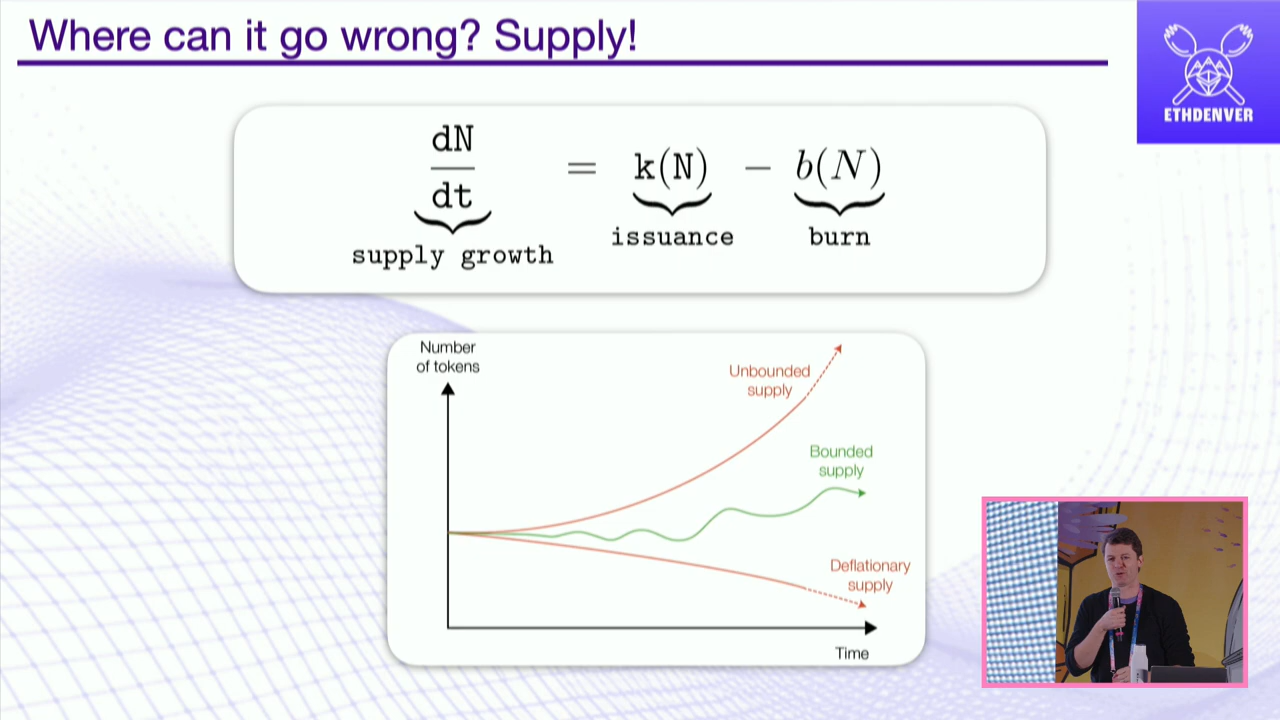 Where can it go wrong? Supply!
ETHDENVER
dN
dt
supply growth
=
k(N)
issuance
−
b(N)
burn
Number
of tokens
Unbounded
supply
Bounded
supply
Deflationary
supply
Time